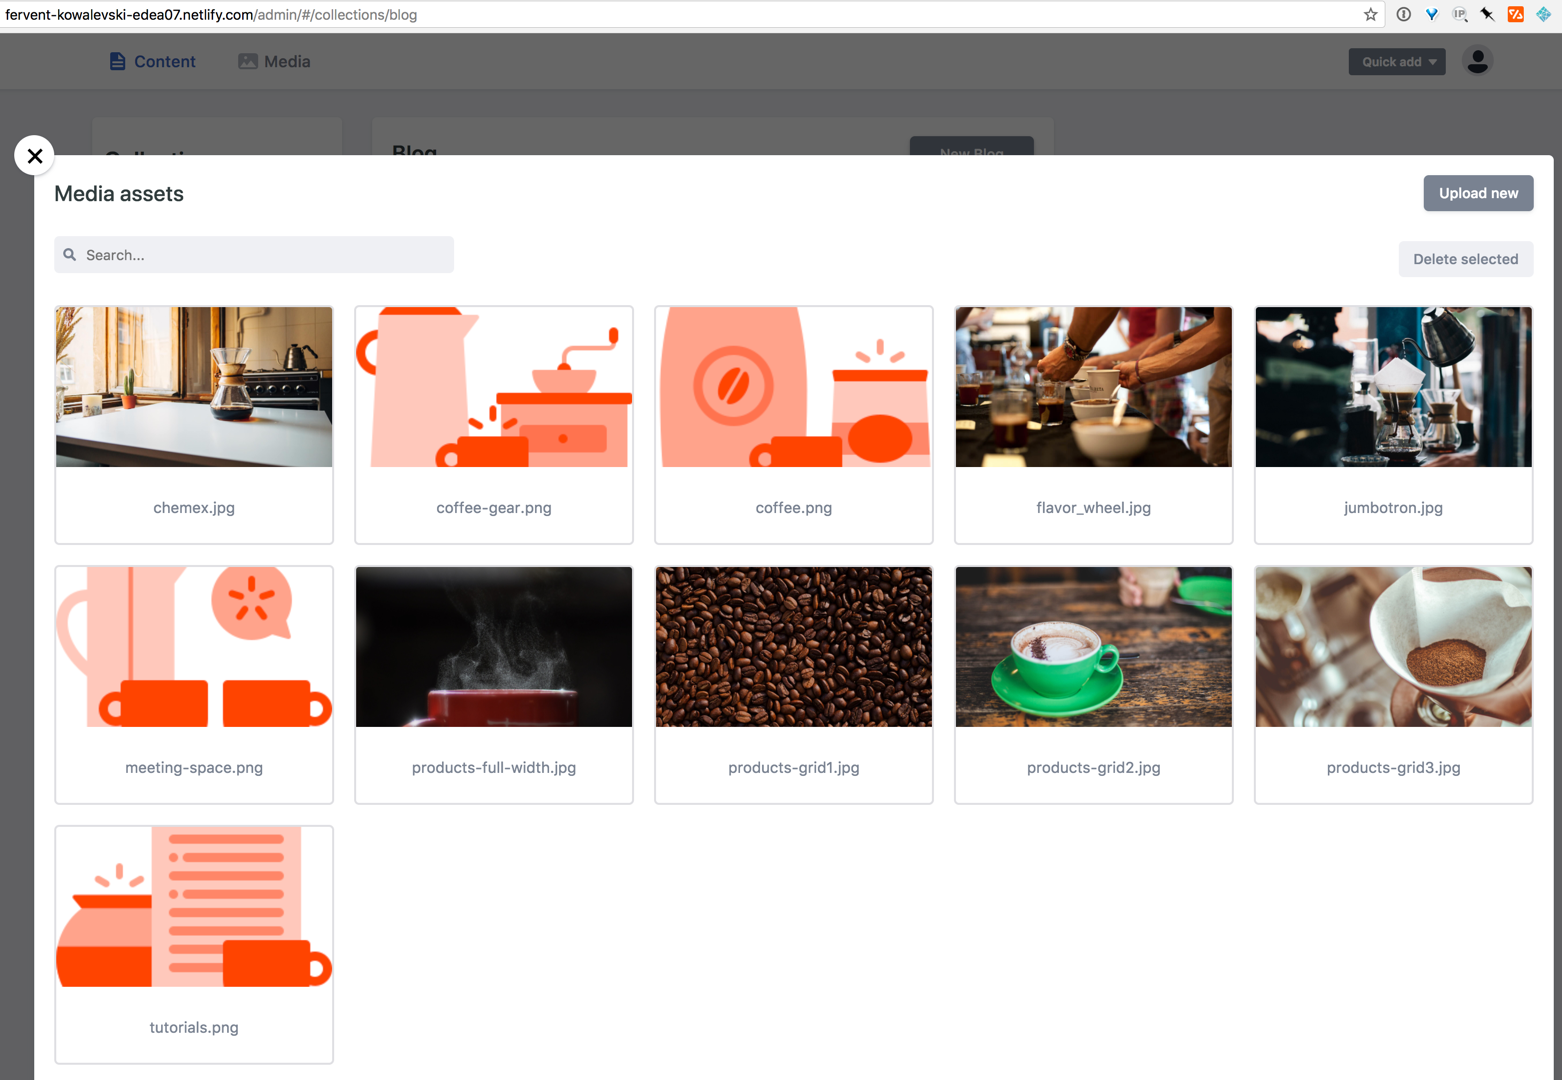 fervent-kowalevski-edea07.netlify.com/admin/#/collections/blog
IP
Content
Media
Quick add
Blog
New Blog
Media assets
Upload new
Search...
Delete selected
chemex.jpg
coffee-gear.png
coffee.png
flavor_wheel.jpg
jumbotron.jpg
meeting-space.png
products-full-width.jpg
products-grid1.jpg
products-grid2.jpg
products-grid3.jpg
tutorials.png